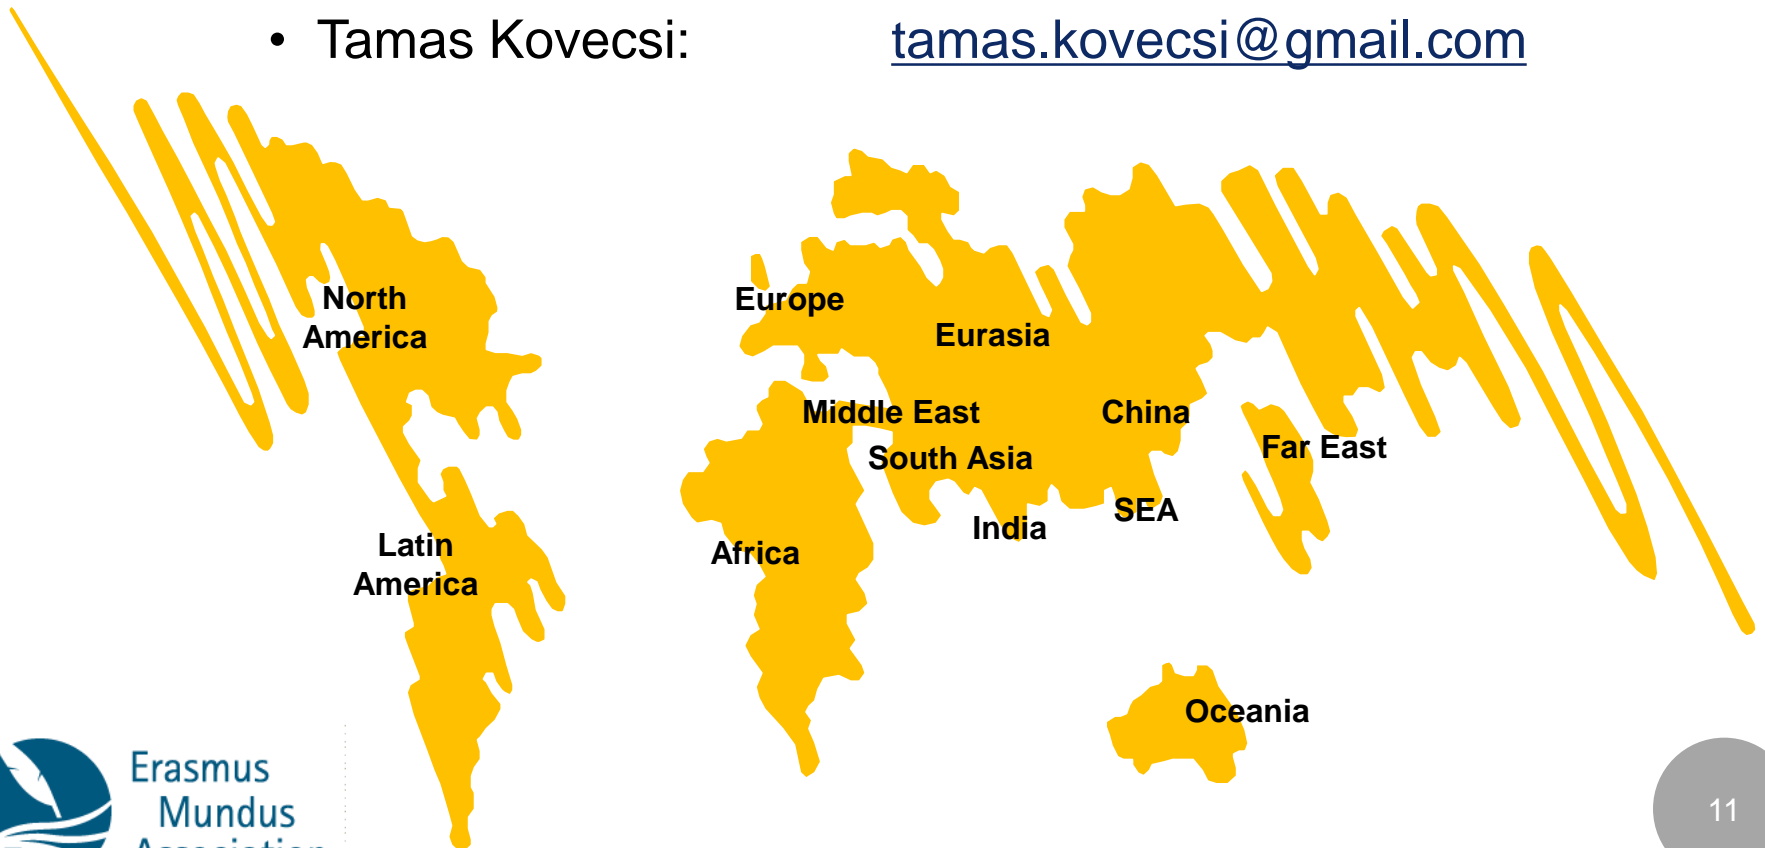 • Tamas Kovecsi: tamas.kovecsi@gmail.com
North
America
Europe
Eurasia
Middle East
China
Far East
South Asia
SEA
India
Latin
America
Africa
Oceania
Erasmus
Mundus
Association
11